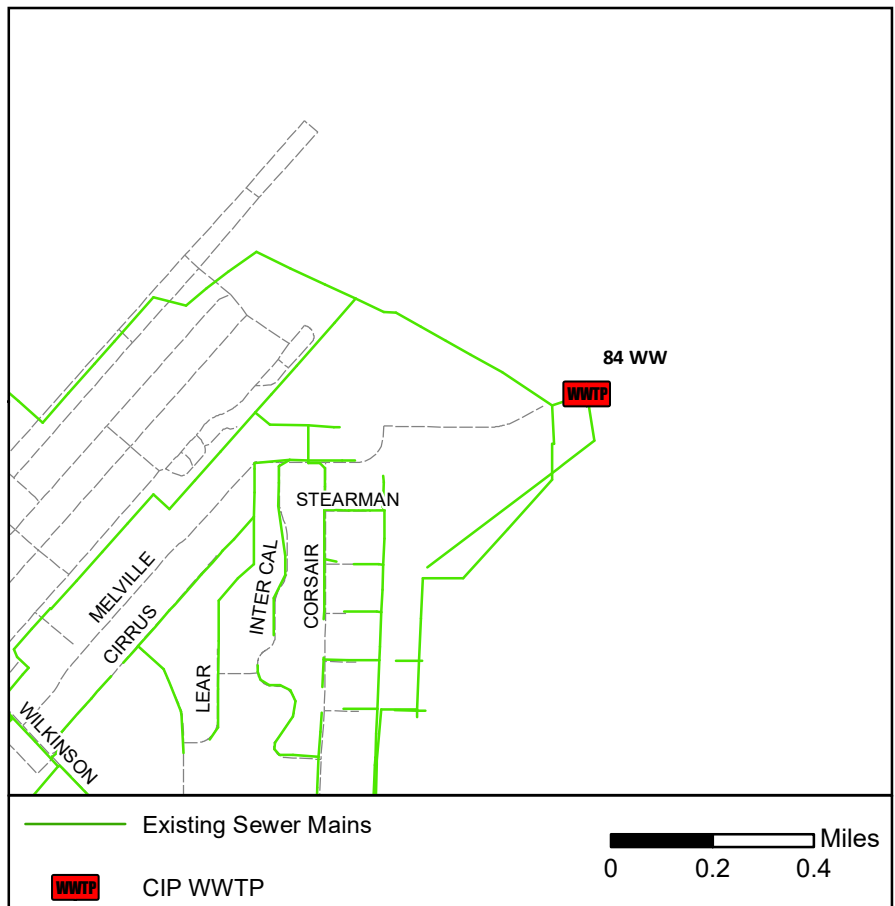 84 WW
WWTP
STEARMAN
MELVILLE
CIRRUS
INTER CAL
CORSAIR
LEAR
WILKINSON
Existing Sewer Mains
WWTP CIP WWTP
Miles
0 0.2 0.4